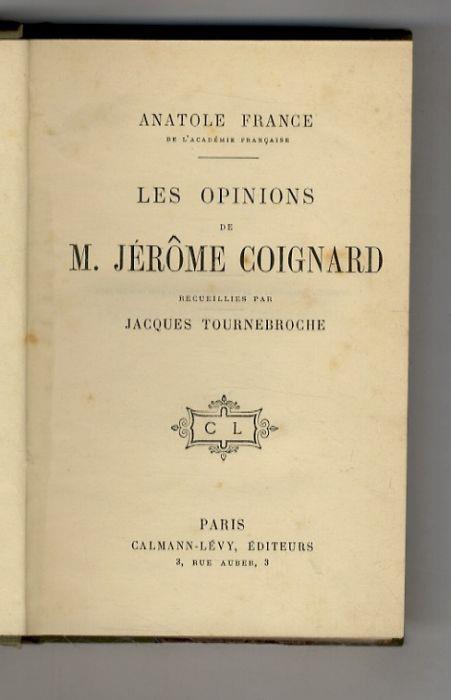 ANATOLE FRANCE
DE L'ACADÉMIE FRANÇAISE
LES OPINIONS
DE
M. JÉRÔME COIGNARD
RECUEILLIES PAR
JACQUES TOURNEBROCHE
C L
PARIS
CALMANN-LÉVY, ÉDITEURS
3, RUE AUBER, 3